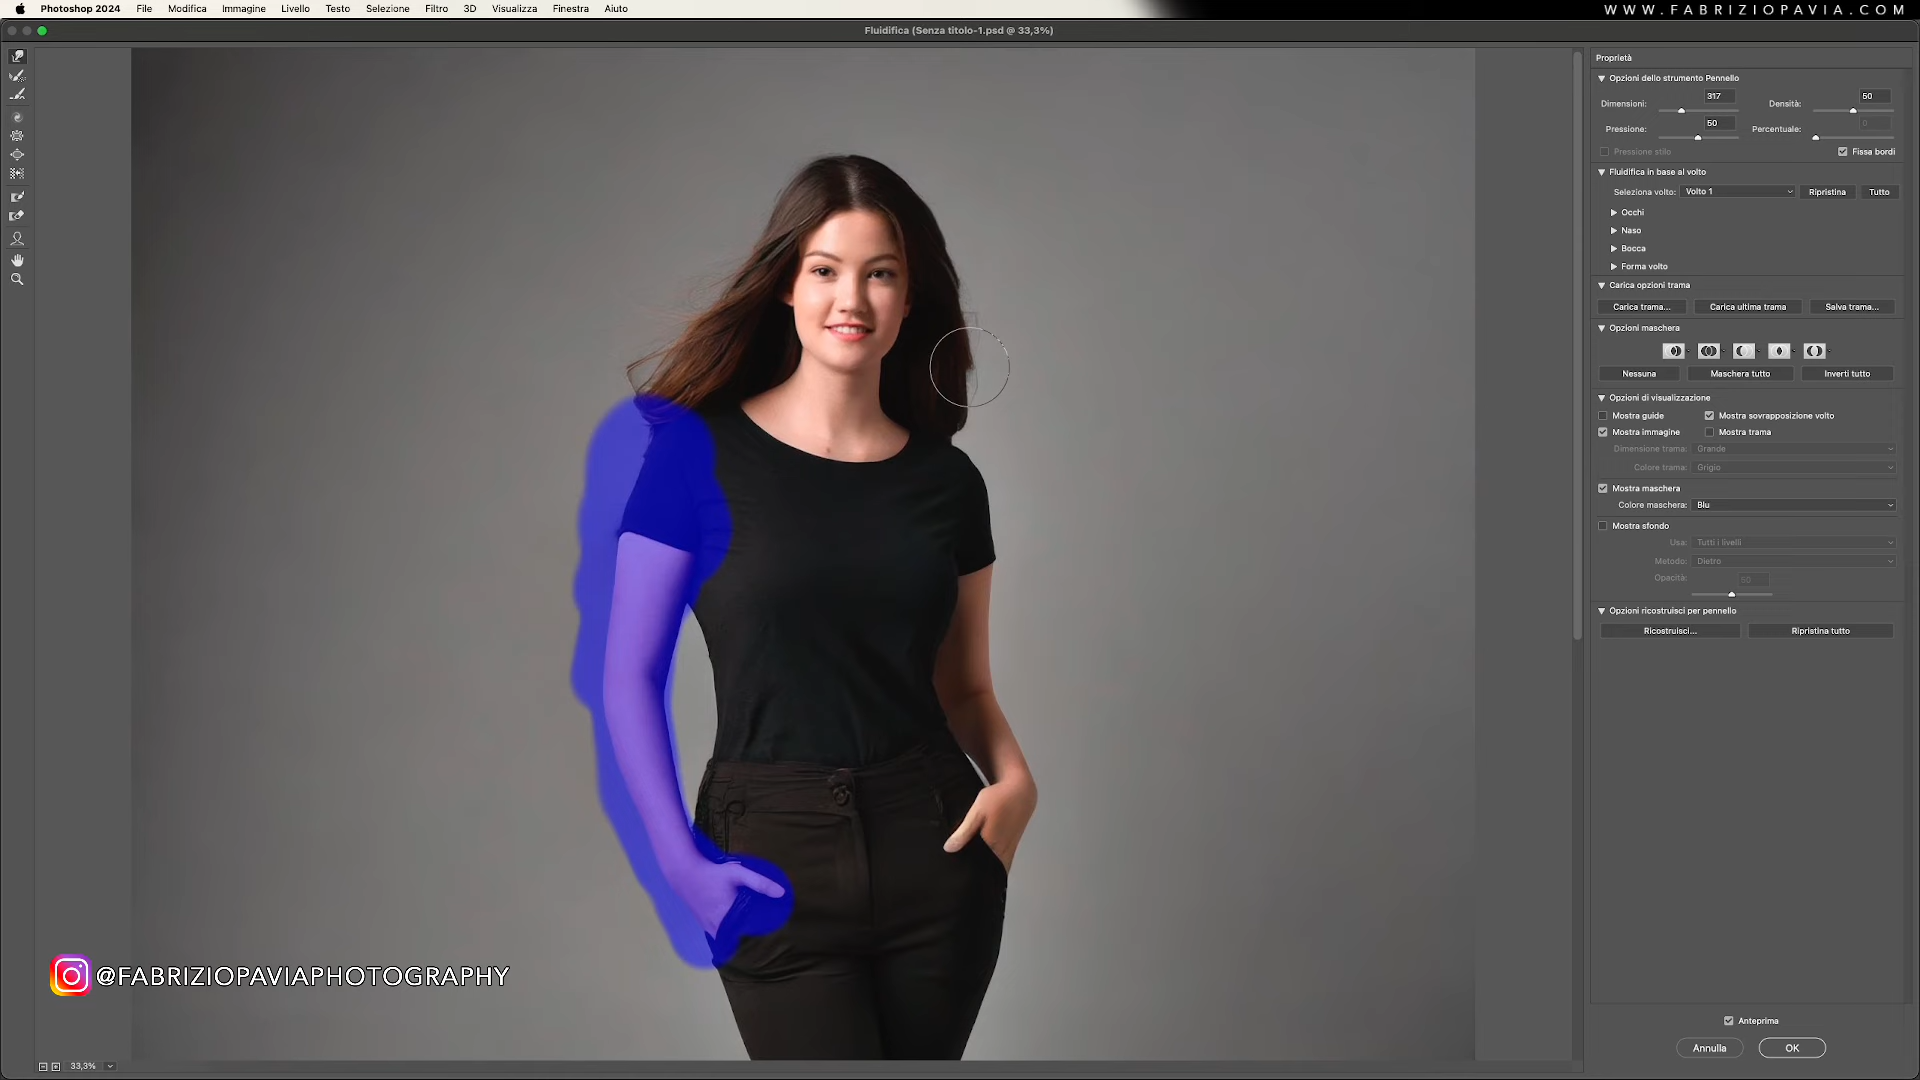 Photoshop 2024 File Modifica Immagine Livello Testo Selezione Filtro 3D Visualizza Finestra Aiuto
WWW.FABRIZIOPAVIA.COM
Fluidifica (Senza titolo-1.psd @ 33,3%)
Proprietà
Opzioni dello strumento Pennello
Dimensioni: 317 Densità: 50
Pressione: 50 Percentuale: 0
Pressione stilo Fissa bordi
Fluidifica in base al volto
Seleziona volto: Volto 1 Ripristina Tutto
Occhi
Naso
Bocca
Forma volto
Carica opzioni trama
Carica trama... Carica ultima trama Salva trama...
Opzioni maschera
Nessuna Maschera tutto Inverti tutto
Opzioni di visualizzazione
Mostra guide Mostra sovrapposizione volto
Mostra immagine Mostra trama
Dimensione trama: Grande
Colore trama: Grigio
Mostra maschera
Colore maschera: Blu
Mostra sfondo
Usa: Tutti i livelli
Metodo: Dietro
Opacità: 50
Opzioni ricostruisci per pennello
Ricostruisci... Ripristina tutto
@FABRIZIOPAVIAPHOTOGRAPHY
Anteprima
Annulla OK
33,3%